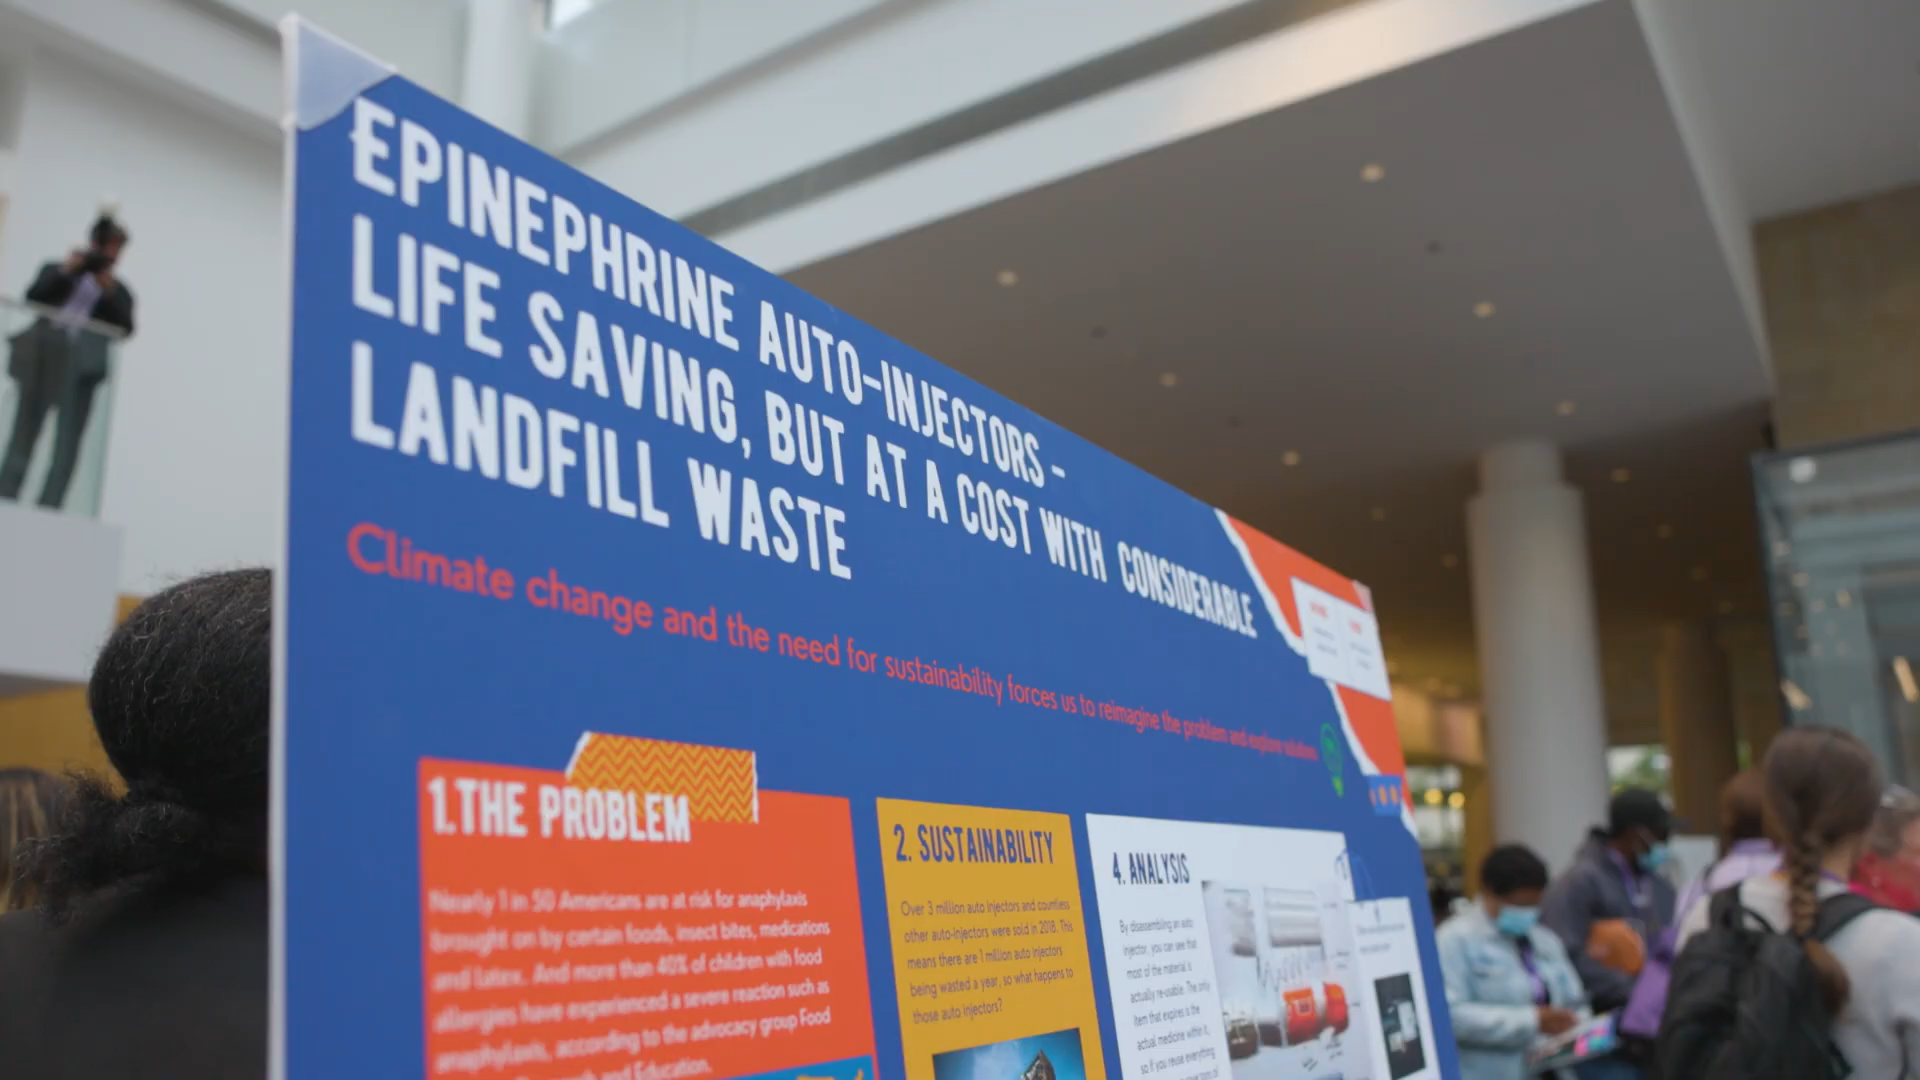 EPINEPHRINE AUTO-INJECTORS -
LIFE SAVING, BUT AT A COST WITH CONSIDERABLE
LANDFILL WASTE
Climate change and the need for sustainability forces us to reimagine the problem and explore solutions
1.THE PROBLEM
Nearly 1 in 50 Americans are at risk for anaphylaxis
brought on by certain foods, insect bites, medications
and latex. And more than 40% of children with food
allergies have experienced a severe reaction such as
anaphylaxis, according to the advocacy group Food
and Education.
2. SUSTAINABILITY
Over 3 million auto injectors and countless
other auto-injectors were sold in 2018. This
means there are 1 million auto injectors
being wasted a year, so what happens to
those auto injectors?
4. ANALYSIS
By disassembling an auto
injector, you can see that
most of the material is
actually re-usable. The only
item that expires is the
actual medicine within it,
so if you reuse everything